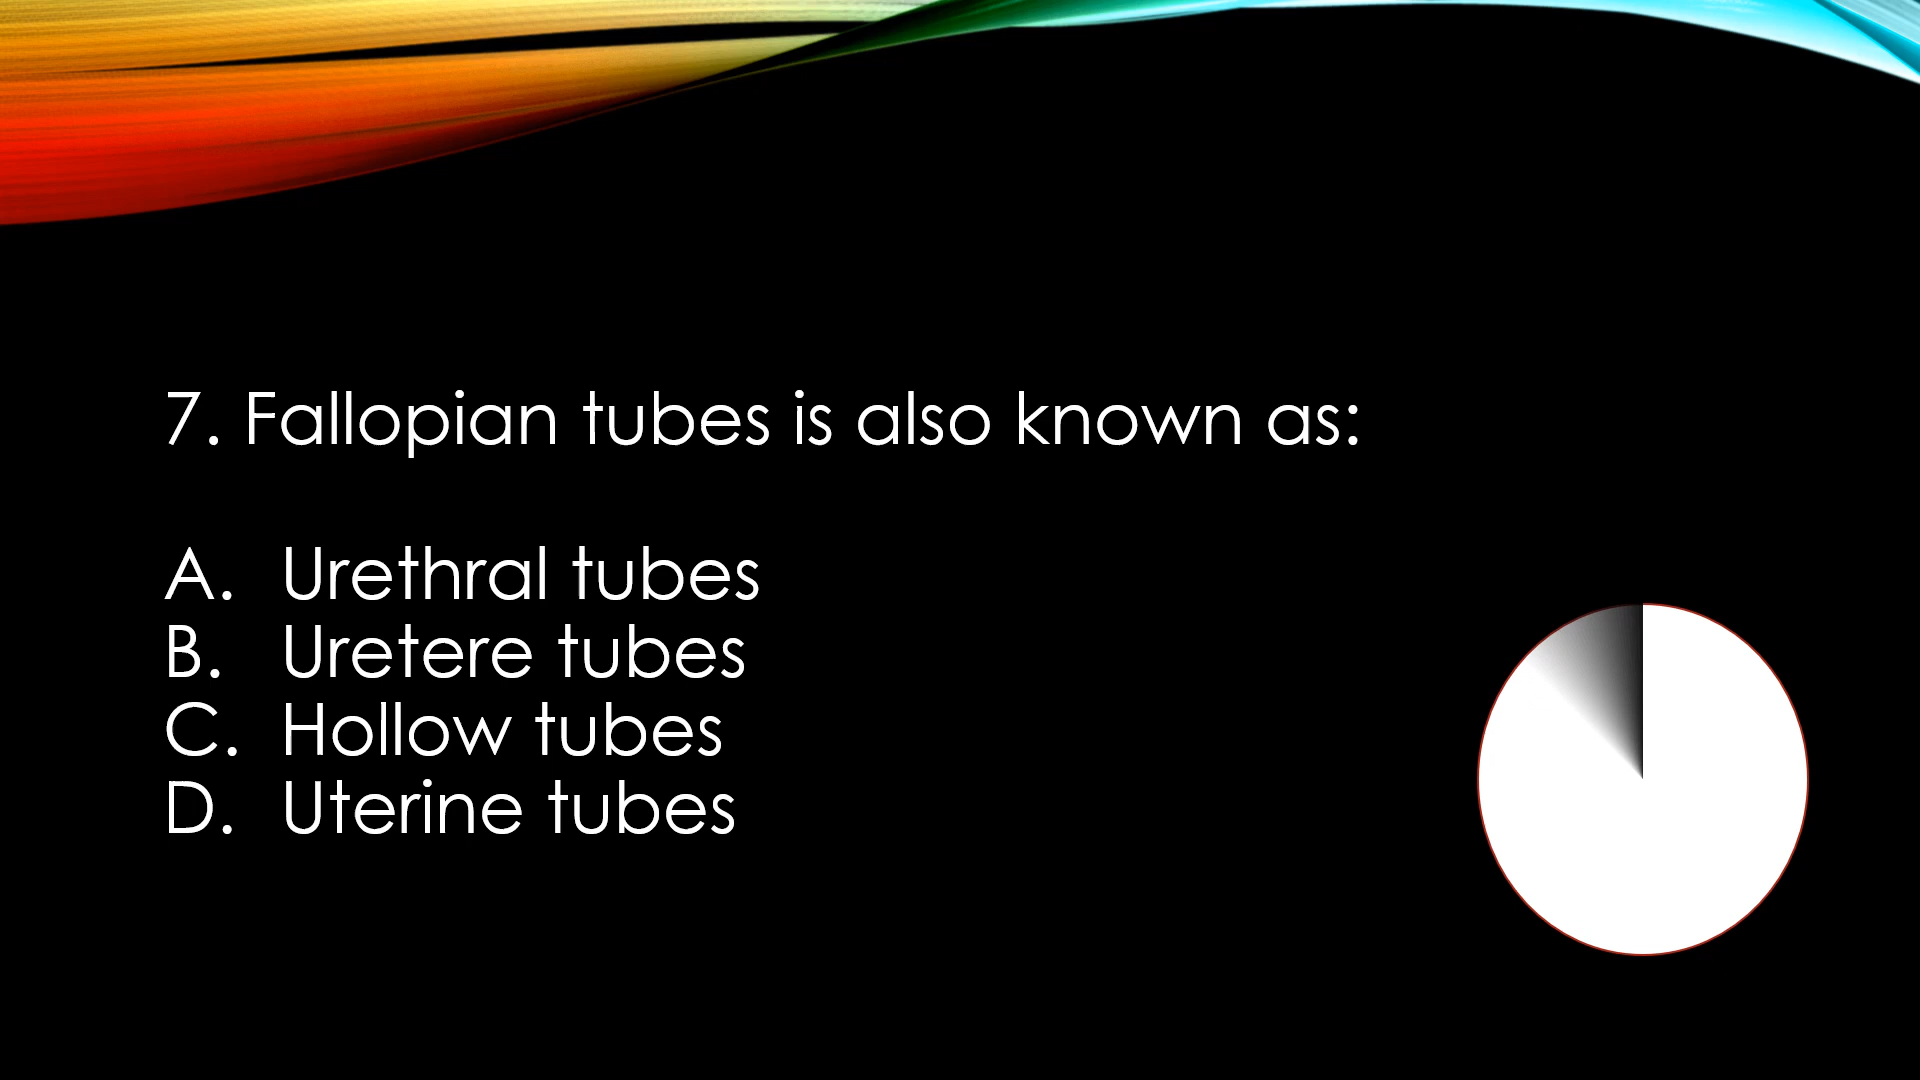 7. Fallopian tubes is also known as:
A. Urethral tubes
B. Uretere tubes
C. Hollow tubes
D. Uterine tubes